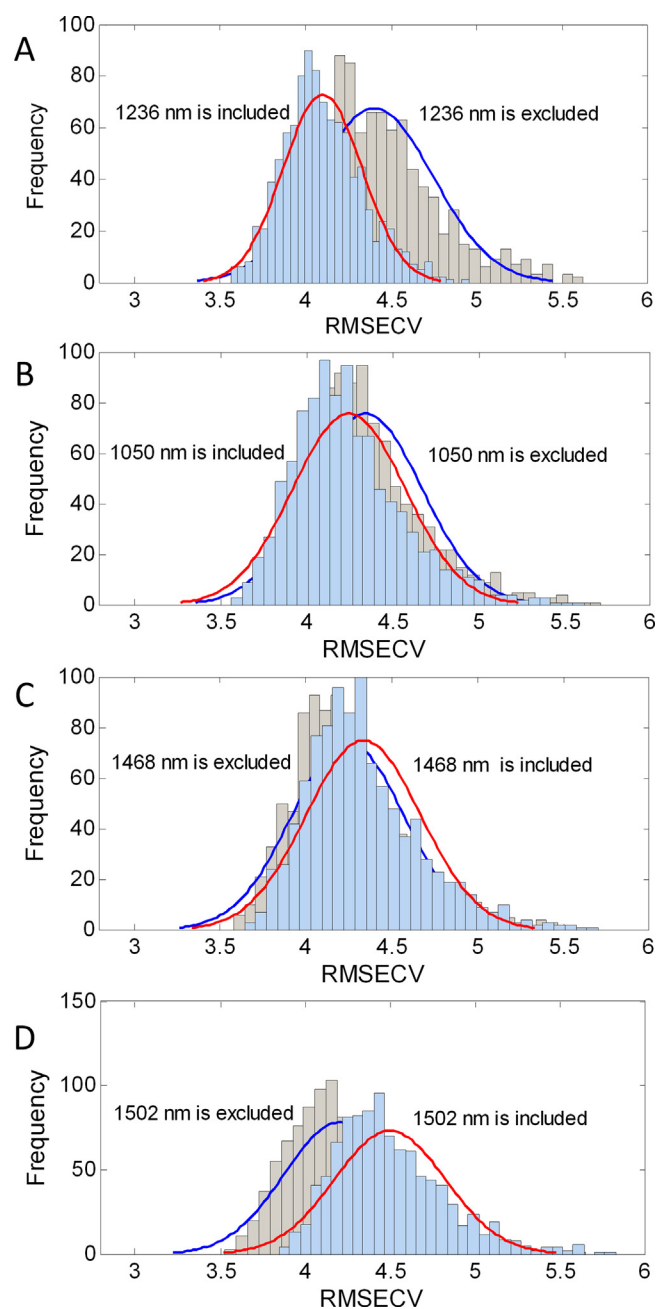 A
100
80
60
40
20
0
Frequency
1236 nm is included
1236 nm is excluded
3 3.5 4 4.5 5 5.5 6
RMSECV
B
100
80
60
40
20
0
Frequency
1050 nm is included
1050 nm is excluded
3 3.5 4 4.5 5 5.5 6
RMSECV
C
100
80
60
40
20
0
Frequency
1468 nm is excluded
1468 nm is included
3 3.5 4 4.5 5 5.5 6
RMSECV
D
150
100
50
0
Frequency
1502 nm is excluded
1502 nm is included
3 3.5 4 4.5 5 5.5 6
RMSECV